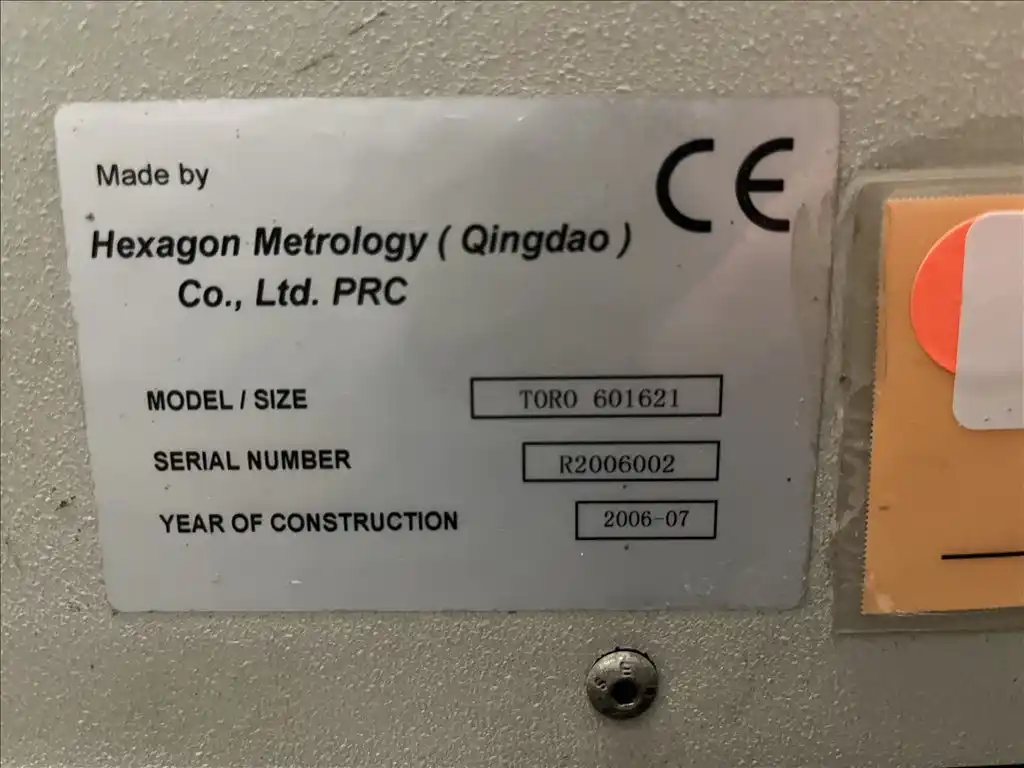 CE
Made by
Hexagon Metrology ( Qingdao )
Co., Ltd. PRC
MODEL / SIZE TORO 601621
SERIAL NUMBER R2006002
YEAR OF CONSTRUCTION 2006-07